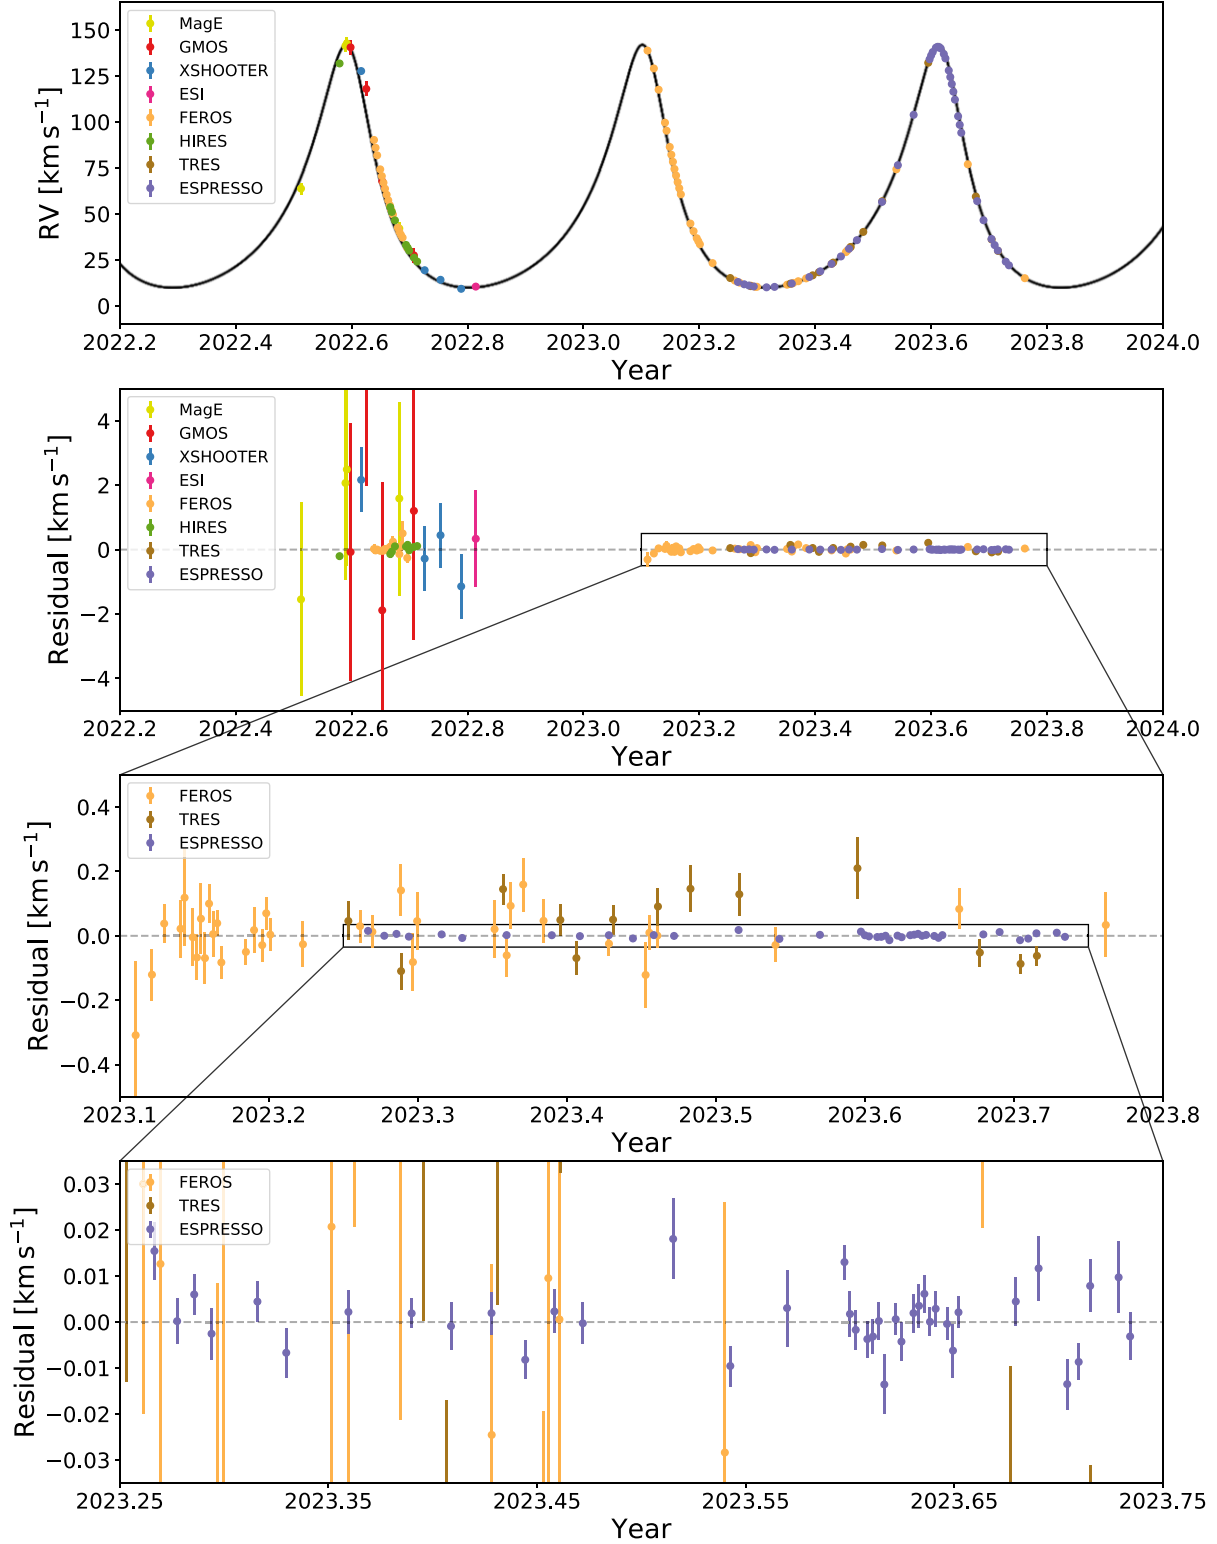 150
125
100
75
50
25
0
RV [km s⁻¹]
MagE
GMOS
XSHOOTER
ESI
FEROS
HIRES
TRES
ESPRESSO
2022.2 2022.4 2022.6 2022.8 2023.0 2023.2 2023.4 2023.6 2023.8 2024.0
Year
4
2
0
−2
−4
Residual [km s⁻¹]
MagE
GMOS
XSHOOTER
ESI
FEROS
HIRES
TRES
ESPRESSO
2022.2 2022.4 2022.6 2022.8 2023.0 2023.2 2023.4 2023.6 2023.8 2024.0
Year
0.4
0.2
0.0
−0.2
−0.4
Residual [km s⁻¹]
FEROS
TRES
ESPRESSO
2023.1 2023.2 2023.3 2023.4 2023.5 2023.6 2023.7 2023.8
Year
0.03
0.02
0.01
0.00
−0.01
−0.02
−0.03
Residual [km s⁻¹]
FEROS
TRES
ESPRESSO
2023.25 2023.35 2023.45 2023.55 2023.65 2023.75
Year